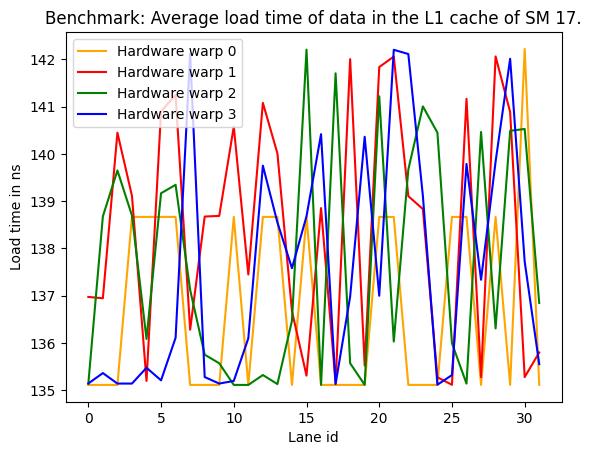 Benchmark: Average load time of data in the L1 cache of SM 17.
Hardware warp 0
Hardware warp 1
Hardware warp 2
Hardware warp 3
142
141
140
139
138
137
136
135
Load time in ns
0 5 10 15 20 25 30
Lane id